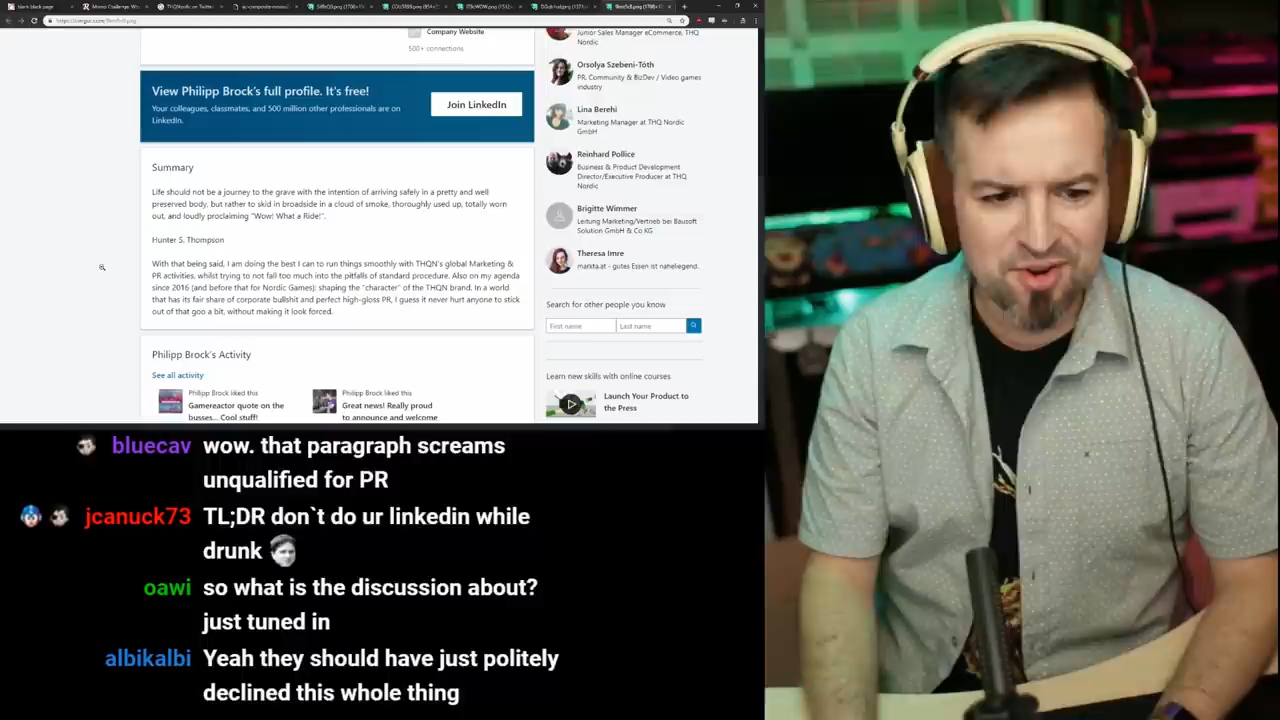 blank black page
Momo Challenge: W
THQNordic on Twitter
Company Website
500+ connections
View Philipp Brock's full profile. It's free!
Your colleagues, classmates, and 500 million other professionals are on
LinkedIn.
Join LinkedIn
Summary
Life should not be a journey to the grave with the intention of arriving safely in a pretty and well
preserved body, but rather to skid in broadside in a cloud of smoke, thoroughly used up, totally worn
out, and loudly proclaiming "Wow! What a Ride!".
Hunter S. Thompson
With that being said, I am doing the best I can to run things smoothly with THQN's global Marketing &
PR activities, whilst trying to not fall too much into the pitfalls of standard procedure. Also on my agenda
since 2016 (and before that for Nordic Games): shaping the "character" of the THQN brand. In a world
that has its fair share of corporate bullshit and perfect high-gloss PR, I guess it never hurt anyone to stick
out of that goo a bit, without making it look forced.
Philipp Brock's Activity
See all activity
Philipp Brock liked this
Gamereactor quote on the
busses... Cool stuff!
Philipp Brock liked this
Great news! Really proud
to announce and welcome
Junior Sales Manager eCommerce, THQ
Nordic
Orsolya Szebeni-Tóth
PR, Community & BizDev / Video games
industry
Lina Berehi
Marketing Manager at THQ Nordic
GmbH
Reinhard Pollice
Business & Product Development
Director/Executive Producer at THQ
Nordic
Brigitte Wimmer
Leitung Marketing/Vertrieb bei Bausoft
Solution GmbH & Co KG
Theresa Imre
markta.at - gutes Essen ist naheliegend.
Search for other people you know
First name
Last name
Learn new skills with online courses
Launch Your Product to
the Press
bluecav wow. that paragraph screams
unqualified for PR
jcanuck73 TL;DR don`t do ur linkedin while
drunk
oawi so what is the discussion about?
just tuned in
albikalbi Yeah they should have just politely
declined this whole thing